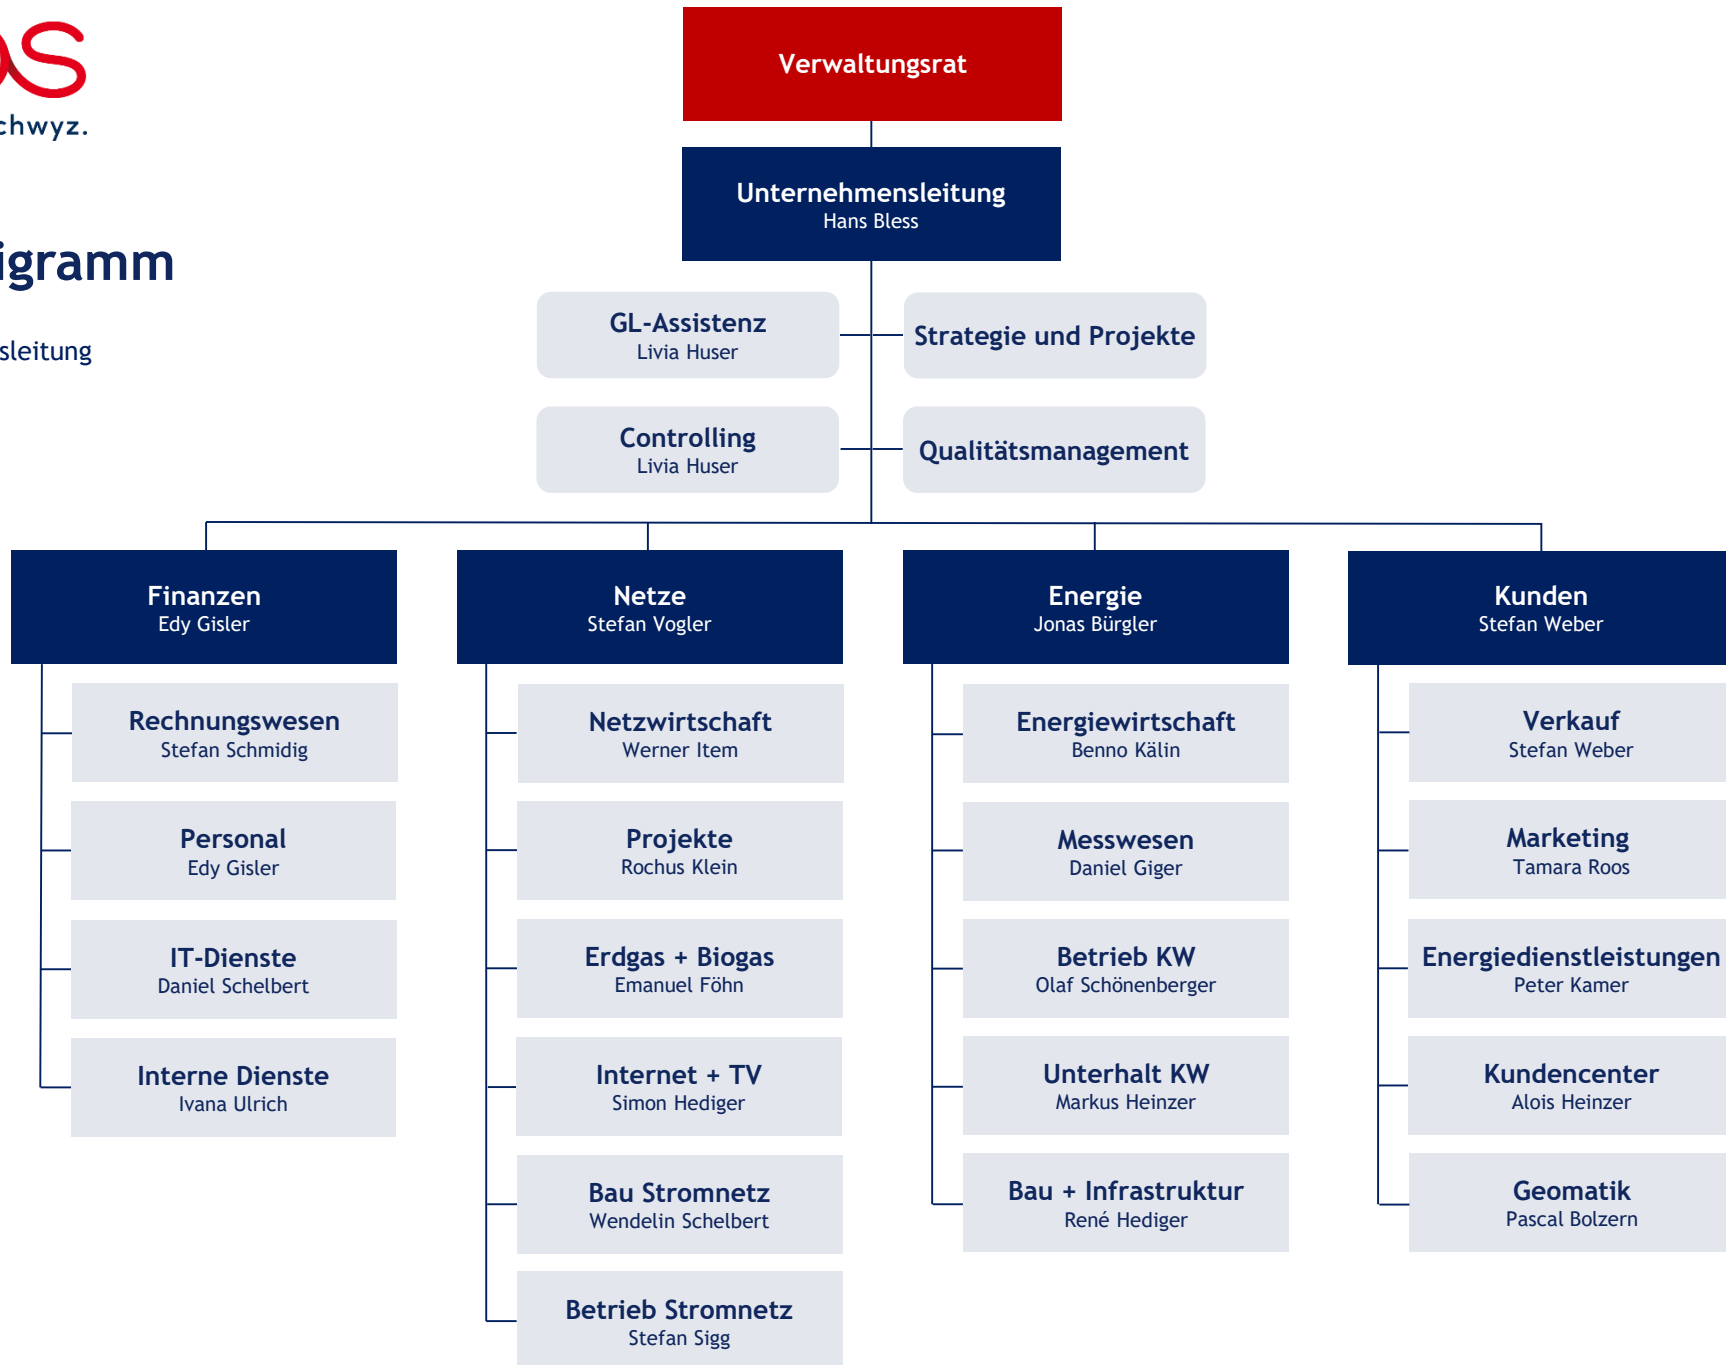 chwyz.
igramm
sleitung
Verwaltungsrat
Unternehmensleitung
Hans Bless
GL-Assistenz
Livia Huser
Strategie und Projekte
Controlling
Livia Huser
Qualitätsmanagement
Finanzen
Edy Gisler
Rechnungswesen
Stefan Schmidig
Personal
Edy Gisler
IT-Dienste
Daniel Schelbert
Interne Dienste
Ivana Ulrich
Netze
Stefan Vogler
Netzwirtschaft
Werner Item
Projekte
Rochus Klein
Erdgas + Biogas
Emanuel Föhn
Internet + TV
Simon Hediger
Bau Stromnetz
Wendelin Schelbert
Betrieb Stromnetz
Stefan Sigg
Energie
Jonas Bürgler
Energiewirtschaft
Benno Kälin
Messwesen
Daniel Giger
Betrieb KW
Olaf Schönenberger
Unterhalt KW
Markus Heinzer
Bau + Infrastruktur
René Hediger
Kunden
Stefan Weber
Verkauf
Stefan Weber
Marketing
Tamara Roos
Energiedienstleistungen
Peter Kamer
Kundencenter
Alois Heinzer
Geomatik
Pascal Bolzern